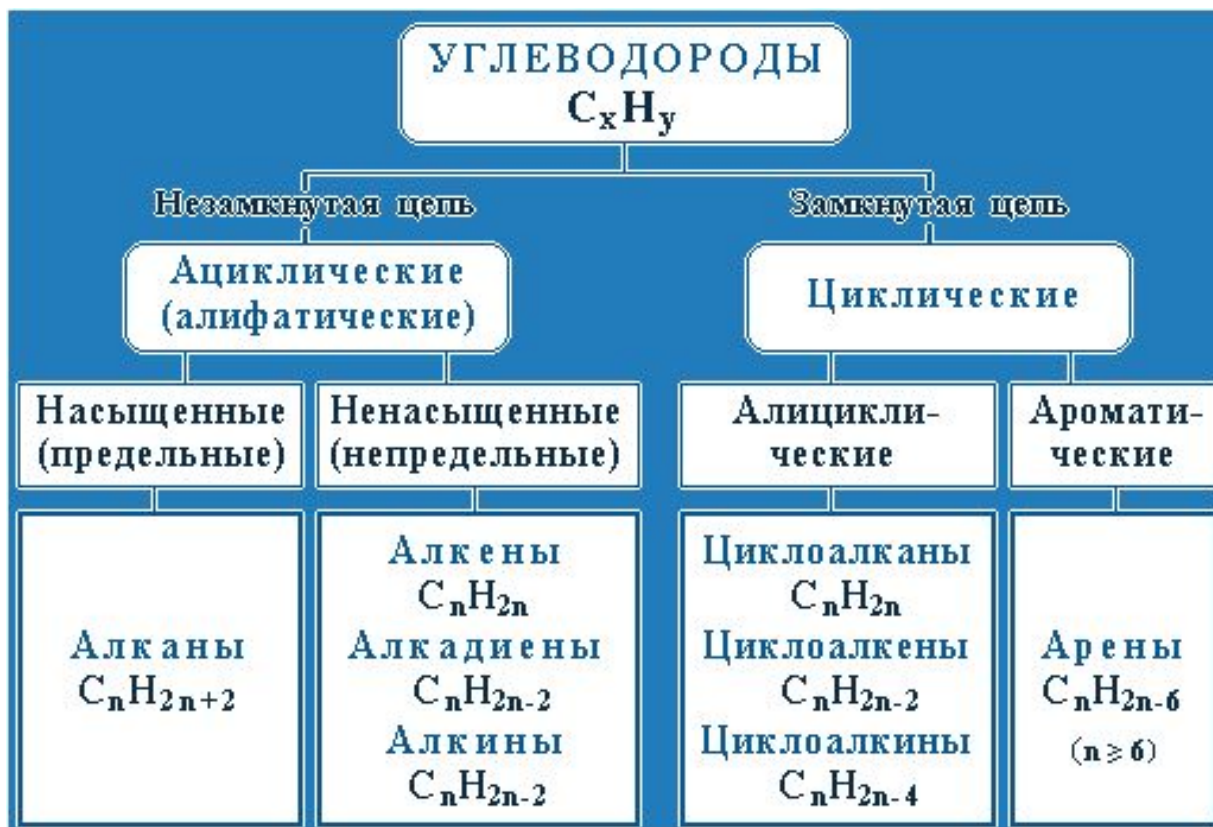 УГЛЕВОДОРОДЫ
CxHy
Незамкнутая цепь
Замкнутая цепь
Ациклические
(алифатические)
Циклические
Насыщенные
(предельные)
Ненасыщенные
(непредельные)
Алицикли-
ческие
Аромати-
ческие
Алканы
CnH2n+2
Алкены
CnH2n
Алкадиены
CnH2n-2
Алкины
CnH2n-2
Циклоалканы
CnH2n
Циклоалкены
CnH2n-2
Циклоалкины
CnH2n-4
Арены
CnH2n-6
(n ⩾ 6)